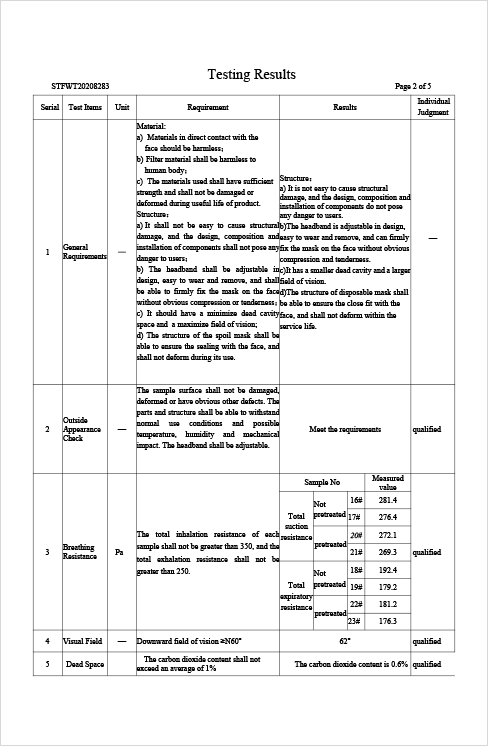 Testing Results
STFWT20208283
Page 2 of 5
Serial
Test Items
Unit
Requirement
Results
Individual
Judgment
1
General
Requirements
—
Material:
a) Materials in direct contact with the
face should be harmless;
b) Filter material shall be harmless to
human body;
c) The materials used shall have sufficient
strength and shall not be damaged or
deformed during useful life of product.
Structure:
a) It shall not be easy to cause structural
damage, and the design, composition and
installation of components shall not pose any
danger to users;
b) The headband shall be adjustable in
design, easy to wear and remove, and shall
be able to firmly fix the mask on the face
without obvious compression or tenderness;
c) It should have a minimize dead cavity
space and a maximize field of vision;
d) The structure of the spoil mask shall be
able to ensure the sealing with the face, and
shall not deform during its use.
Structure:
a) It is not easy to cause structural
damage, and the design, composition and
installation of components do not pose
any danger to users.
b)The headband is adjustable in design,
easy to wear and remove, and can firmly
fix the mask on the face without obvious
compression and tenderness.
c)It has a smaller dead cavity and a larger
field of vision.
d)The structure of disposable mask shall
be able to ensure the close fit with the
face, and shall not deform within the
service life.
—
2
Outside
Appearance
Check
—
The sample surface shall not be damaged,
deformed or have obvious other defects. The
parts and structure shall be able to withstand
normal use conditions and possible
temperature, humidity and mechanical
impact. The headband shall be adjustable.
Meet the requirements
qualified
3
Breathing
Resistance
Pa
The total inhalation resistance of each
sample shall not be greater than 350, and the
total exhalation resistance shall not be
greater than 250.
Sample No
Measured
value
Total
suction
resistance
Not
pretreated
16# 281.4
17# 276.4
pretreated
20# 272.1
21# 269.3
Total
expiratory
resistance
Not
pretreated
18# 192.4
19# 179.2
pretreated
22# 181.2
23# 176.3
qualified
4
Visual Field
—
Downward field of vision ≥N60°
62°
qualified
5
Dead Space
The carbon dioxide content shall not
exceed an average of 1%
The carbon dioxide content is 0.6%
qualified